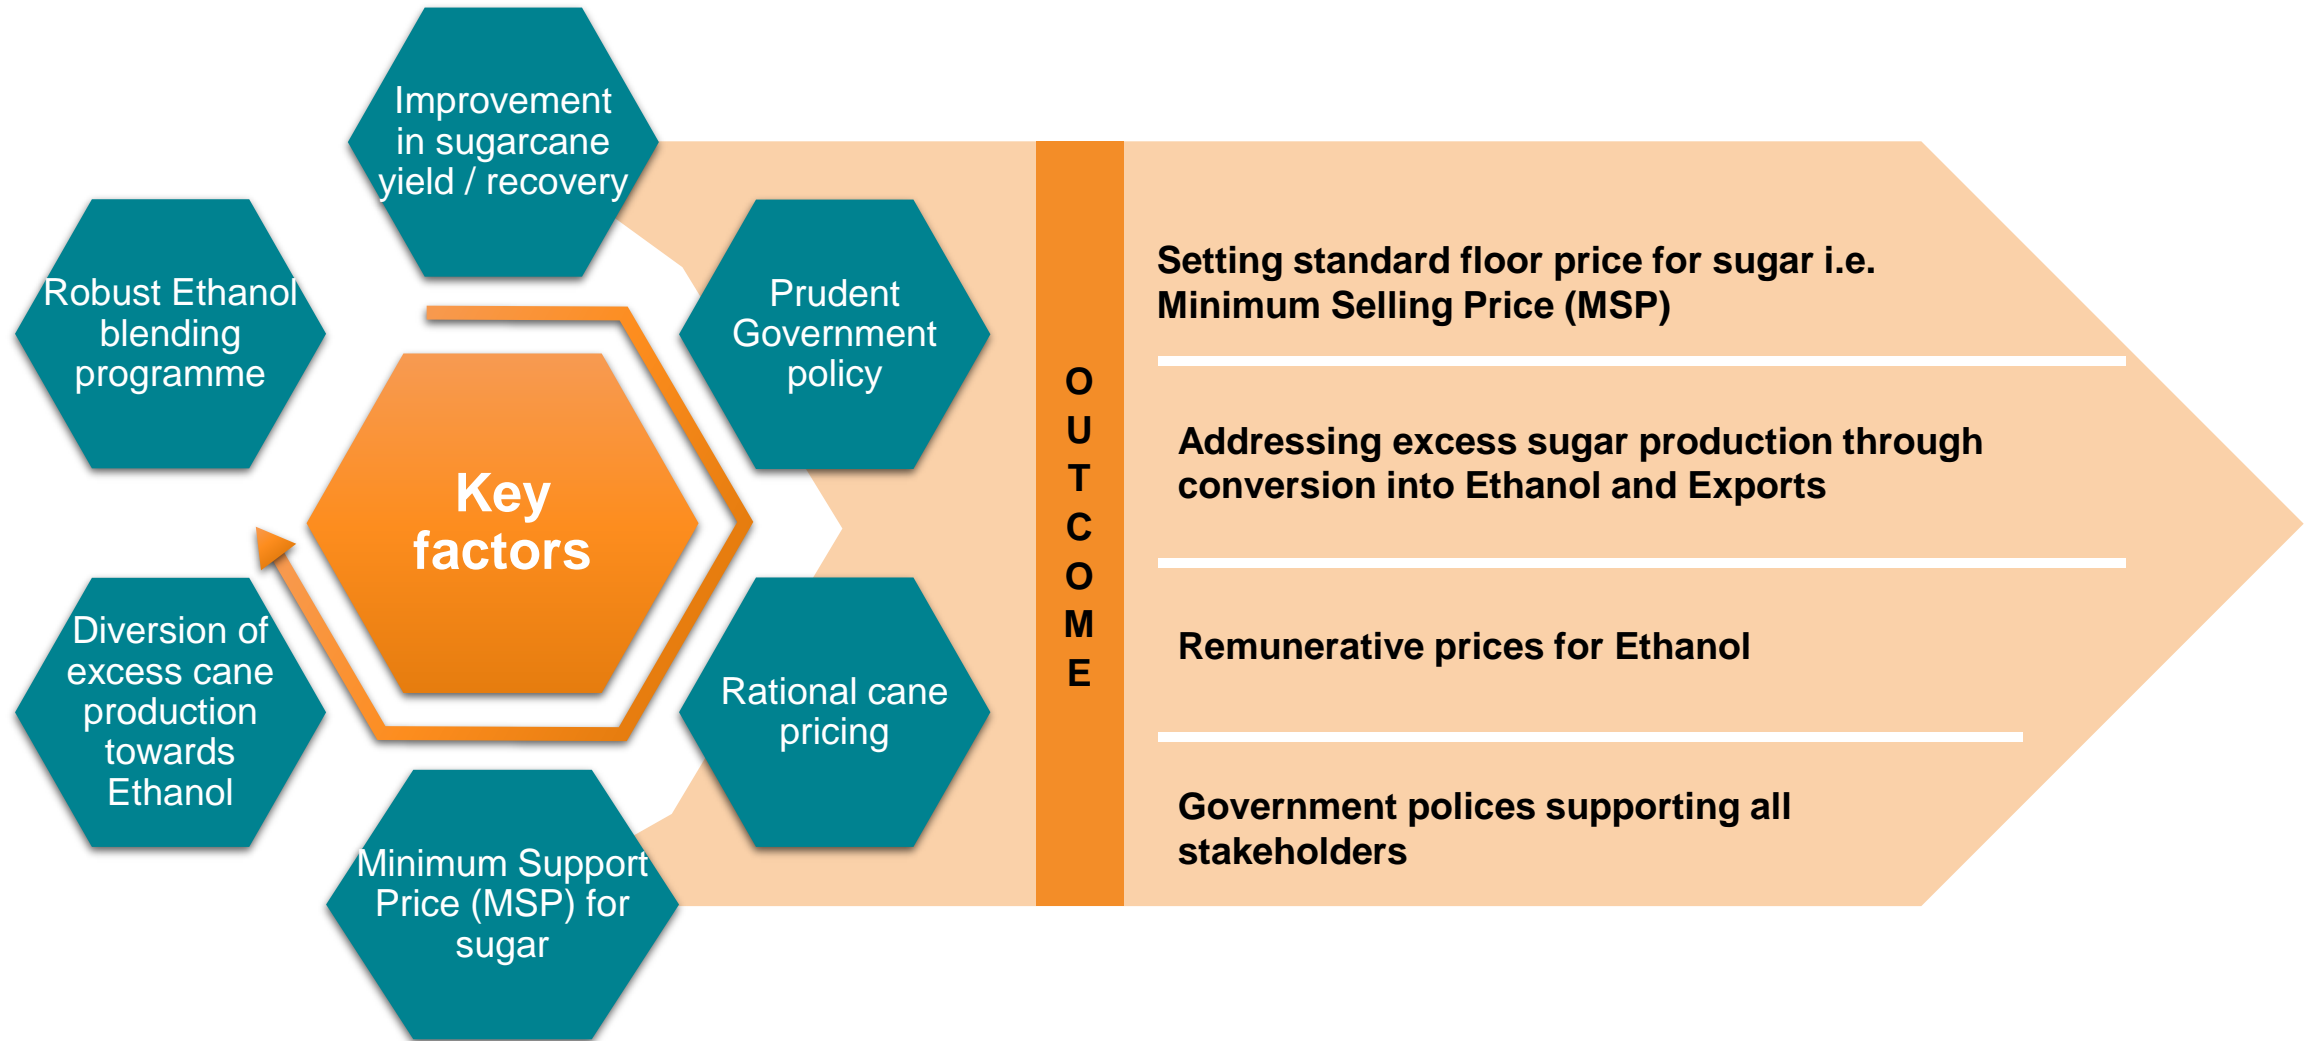 Improvement
in sugarcane
yield / recovery
Robust Ethanol
blending
programme
Prudent
Government
policy
Key
factors
Diversion of
excess cane
production
towards
Ethanol
Rational cane
pricing
Minimum Support
Price (MSP) for
sugar
O
U
T
C
O
M
E
Setting standard floor price for sugar i.e.
Minimum Selling Price (MSP)
Addressing excess sugar production through
conversion into Ethanol and Exports
Remunerative prices for Ethanol
Government polices supporting all
stakeholders